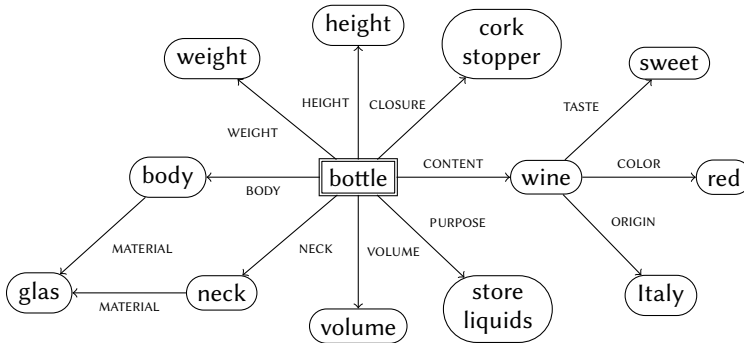 height
cork
stopper
weight
sweet
HEIGHT
CLOSURE
TASTE
WEIGHT
body
BODY
bottle
CONTENT
wine
COLOR
red
PURPOSE
ORIGIN
MATERIAL
NECK
VOLUME
glas
MATERIAL
neck
volume
store
liquids
Italy